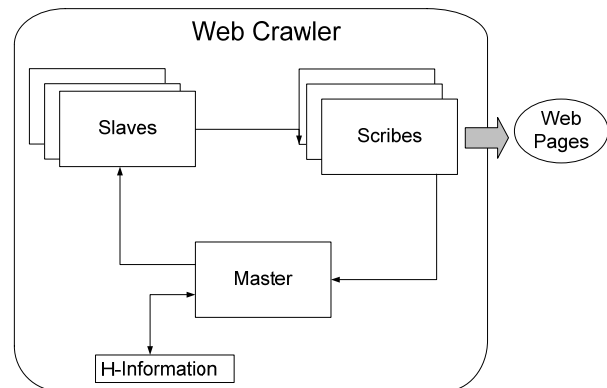 Web Crawler
Slaves
Scribes
Web
Pages
Master
H-Information